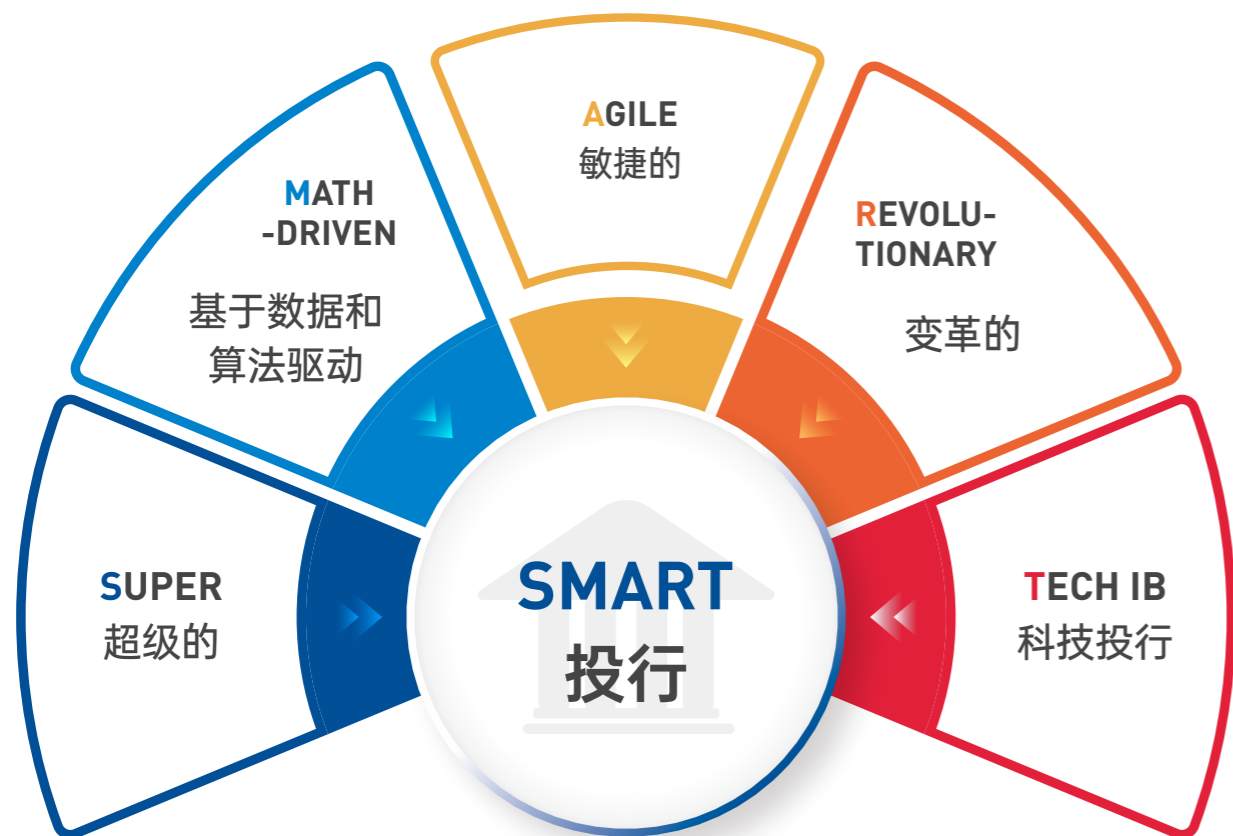 SUPER
超级的
MATH
-DRIVEN
基于数据和
算法驱动
AGILE
敏捷的
REVOLU-
TIONARY
变革的
TECH IB
科技投行
SMART
投行